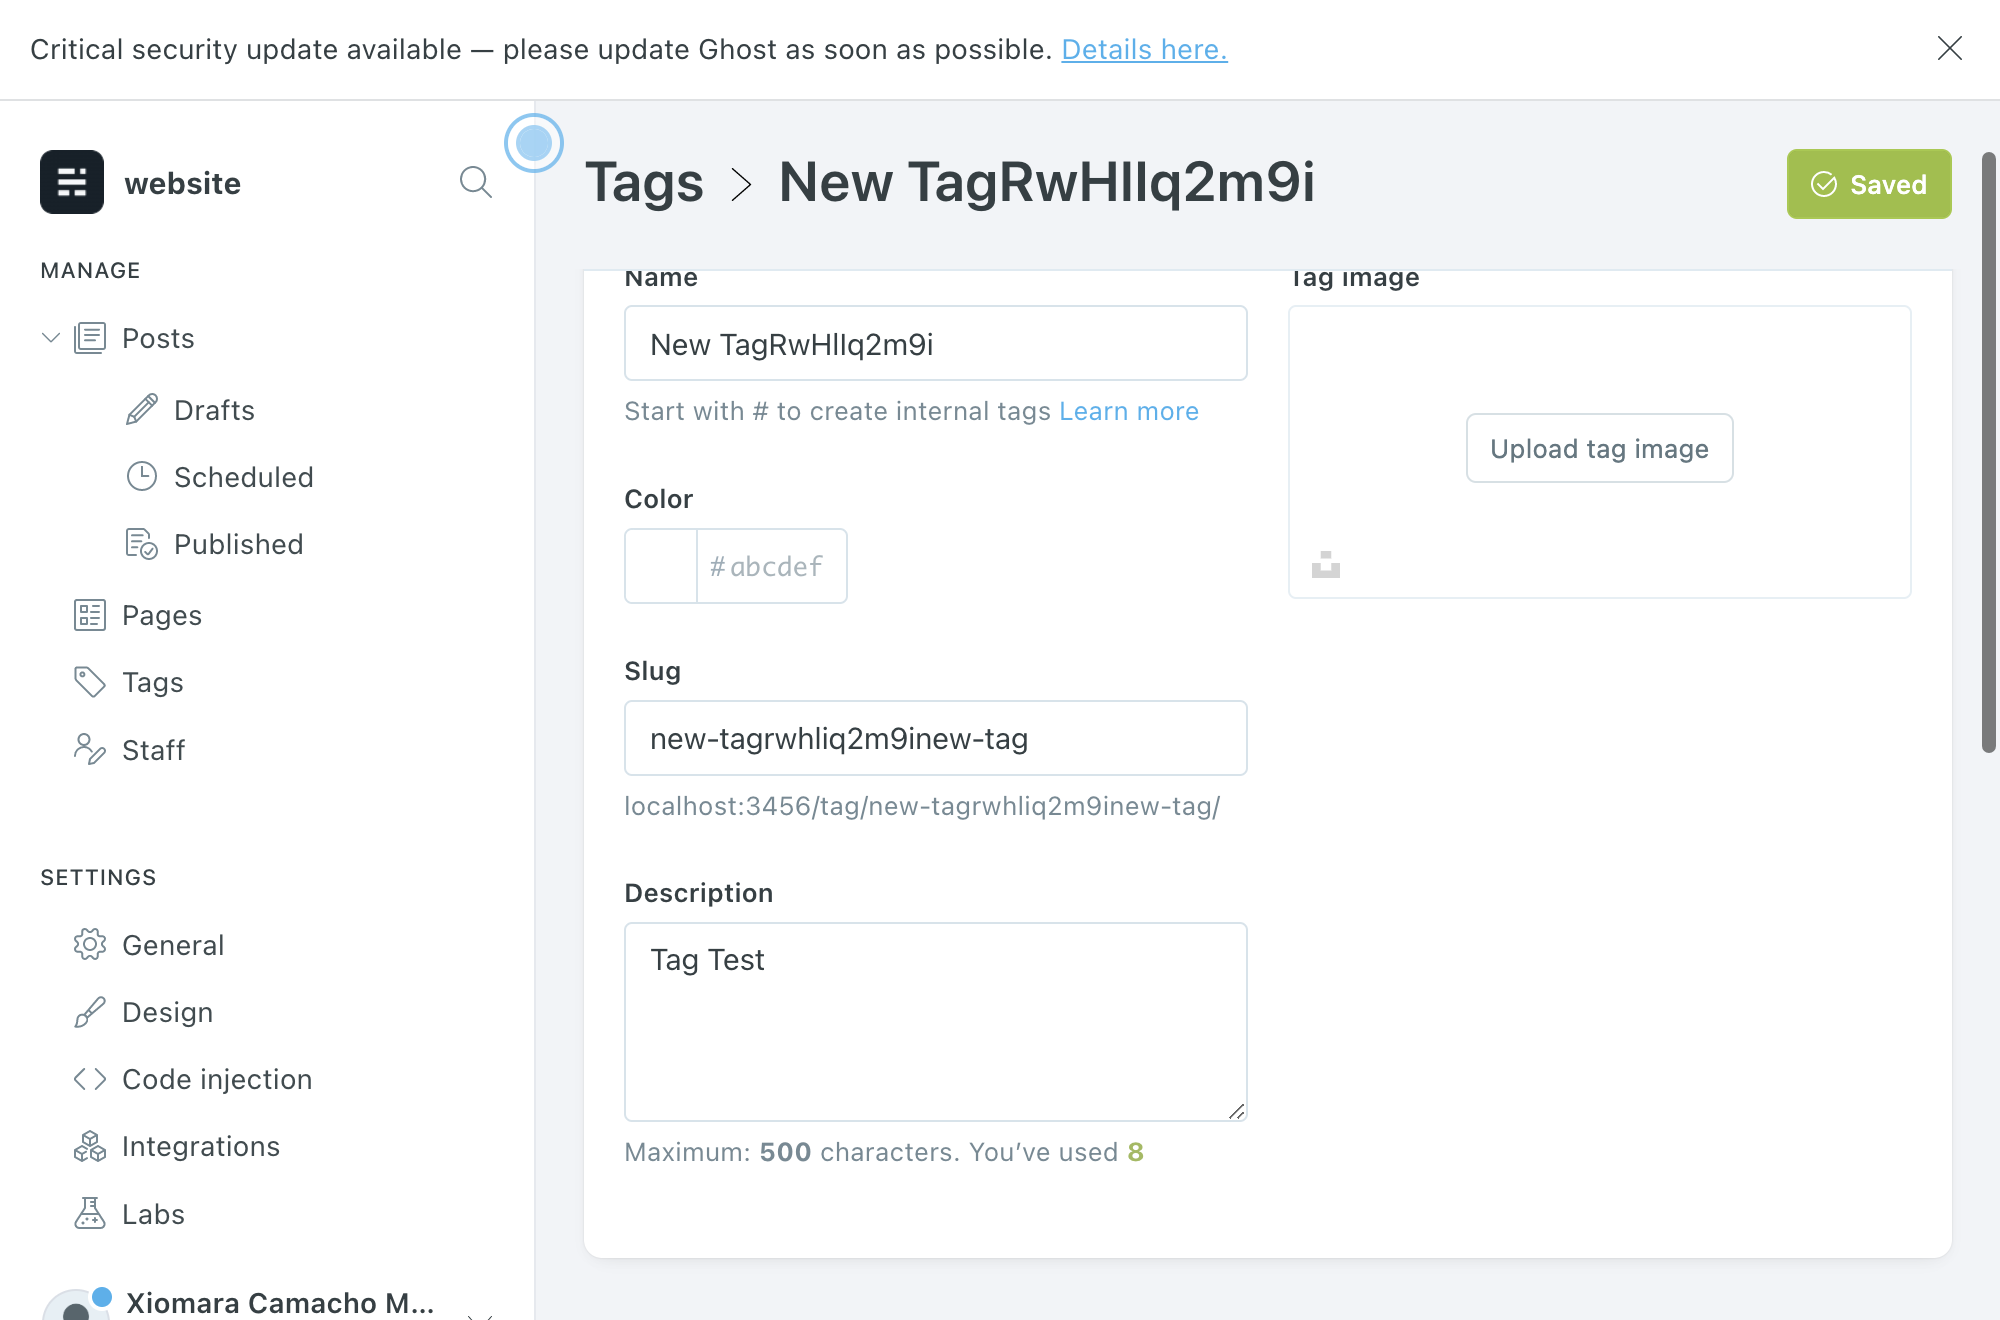 Critical security update available — please update Ghost as soon as possible. Details here.
website
Tags > New TagRwHlIq2m9i
Saved
MANAGE
Posts
Drafts
Scheduled
Published
Pages
Tags
Staff
SETTINGS
General
Design
Code injection
Integrations
Labs
Xiomara Camacho M...
Name
New TagRwHlIq2m9i
Start with # to create internal tags Learn more
Color
#abcdef
Slug
new-tagrwhliq2m9inew-tag
localhost:3456/tag/new-tagrwhliq2m9inew-tag/
Description
Tag Test
Maximum: 500 characters. You’ve used 8
Tag image
Upload tag image